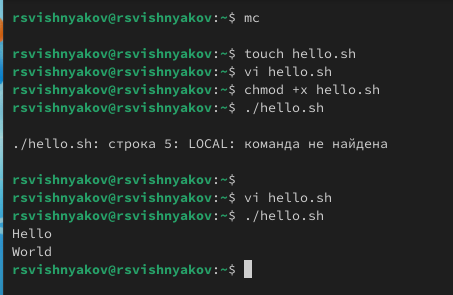 rsvishnyakov@rsvishnyakov:~$ mc
rsvishnyakov@rsvishnyakov:~$ touch hello.sh
rsvishnyakov@rsvishnyakov:~$ vi hello.sh
rsvishnyakov@rsvishnyakov:~$ chmod +x hello.sh
rsvishnyakov@rsvishnyakov:~$ ./hello.sh
./hello.sh: строка 5: LOCAL: команда не найдена
rsvishnyakov@rsvishnyakov:~$
rsvishnyakov@rsvishnyakov:~$ vi hello.sh
rsvishnyakov@rsvishnyakov:~$ ./hello.sh
Hello
World
rsvishnyakov@rsvishnyakov:~$